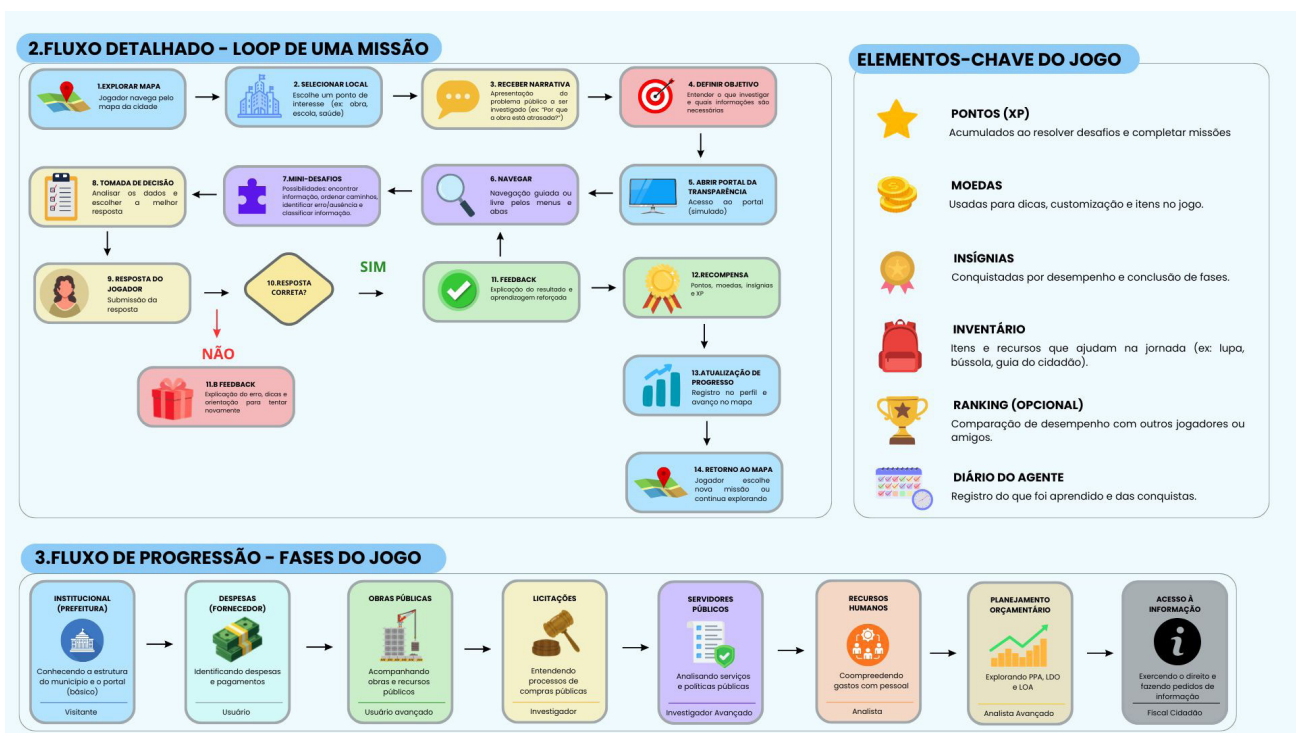 2.FLUXO DETALHADO - LOOP DE UMA MISSÃO
1.EXPLORAR MAPA
Jogador navega pelo
mapa da cidade
2. SELECIONAR LOCAL
Escolhe um ponto de
interesse (ex: obra,
escola, saúde)
3. RECEBER NARRATIVA
Apresentação do
problema público a ser
investigado (ex: "Por que
a obra está atrasada?")
4. DEFINIR OBJETIVO
Entender o que investigar
e quais informações são
necessárias
5. ABRIR PORTAL DA
TRANSPARÊNCIA
Acesso ao portal
(simulado)
6. NAVEGAR
Navegação guiada ou
livre pelos menus e
abas
7.MINI-DESAFIOS
Possibilidades: encontrar
informação, ordenar caminhos,
identificar erro/ausência e
classificar informação.
8. TOMADA DE DECISÃO
Analisar os dados e
escolher a melhor
resposta
9. RESPOSTA DO
JOGADOR
Submissão da
resposta
10.RESPOSTA
CORRETA?
SIM
NÃO
11. FEEDBACK
Explicação do resultado e
aprendizagem reforçada
11.B FEEDBACK
Explicação do erro, dicas e
orientação para tentar
novamente
12.RECOMPENSA
Pontos, moedas, insígnias
e XP
13.ATUALIZAÇÃO DE
PROGRESSO
Registro no perfil e
avanço no mapa
14. RETORNO AO MAPA
Jogador escolhe
nova missão ou
continua explorando
ELEMENTOS-CHAVE DO JOGO
PONTOS (XP)
Acumulados ao resolver desafios e completar missões
MOEDAS
Usadas para dicas, customização e itens no jogo.
INSÍGNIAS
Conquistadas por desempenho e conclusão de fases.
INVENTÁRIO
Itens e recursos que ajudam na jornada (ex: lupa,
bússola, guia do cidadão).
RANKING (OPCIONAL)
Comparação de desempenho com outros jogadores ou
amigos.
DIÁRIO DO AGENTE
Registro do que foi aprendido e das conquistas.
3.FLUXO DE PROGRESSÃO - FASES DO JOGO
INSTITUCIONAL
(PREFEITURA)
Conhecendo a estrutura
do município e o portal
(básico)
Visitante
DESPESAS
(FORNECEDOR)
Identificando despesas
e pagamentos
Usuário
OBRAS PÚBLICAS
Acompanhando
obras e recursos
públicos
Usuário avançado
LICITAÇÕES
Entendendo
processos de
compras públicas
Investigador
SERVIDORES
PÚBLICOS
Analisando serviços
e políticas públicas
Investigador Avançado
RECURSOS
HUMANOS
Coompreedendo
gastos com pessoal
Analista
PLANEJAMENTO
ORÇAMENTÁRIO
Explorando PPA, LDO
e LOA
Analista Avançado
ACESSO À
INFORMAÇÃO
Exercendo o direito e
fazendo pedidos de
informação
Fiscal Cidadão